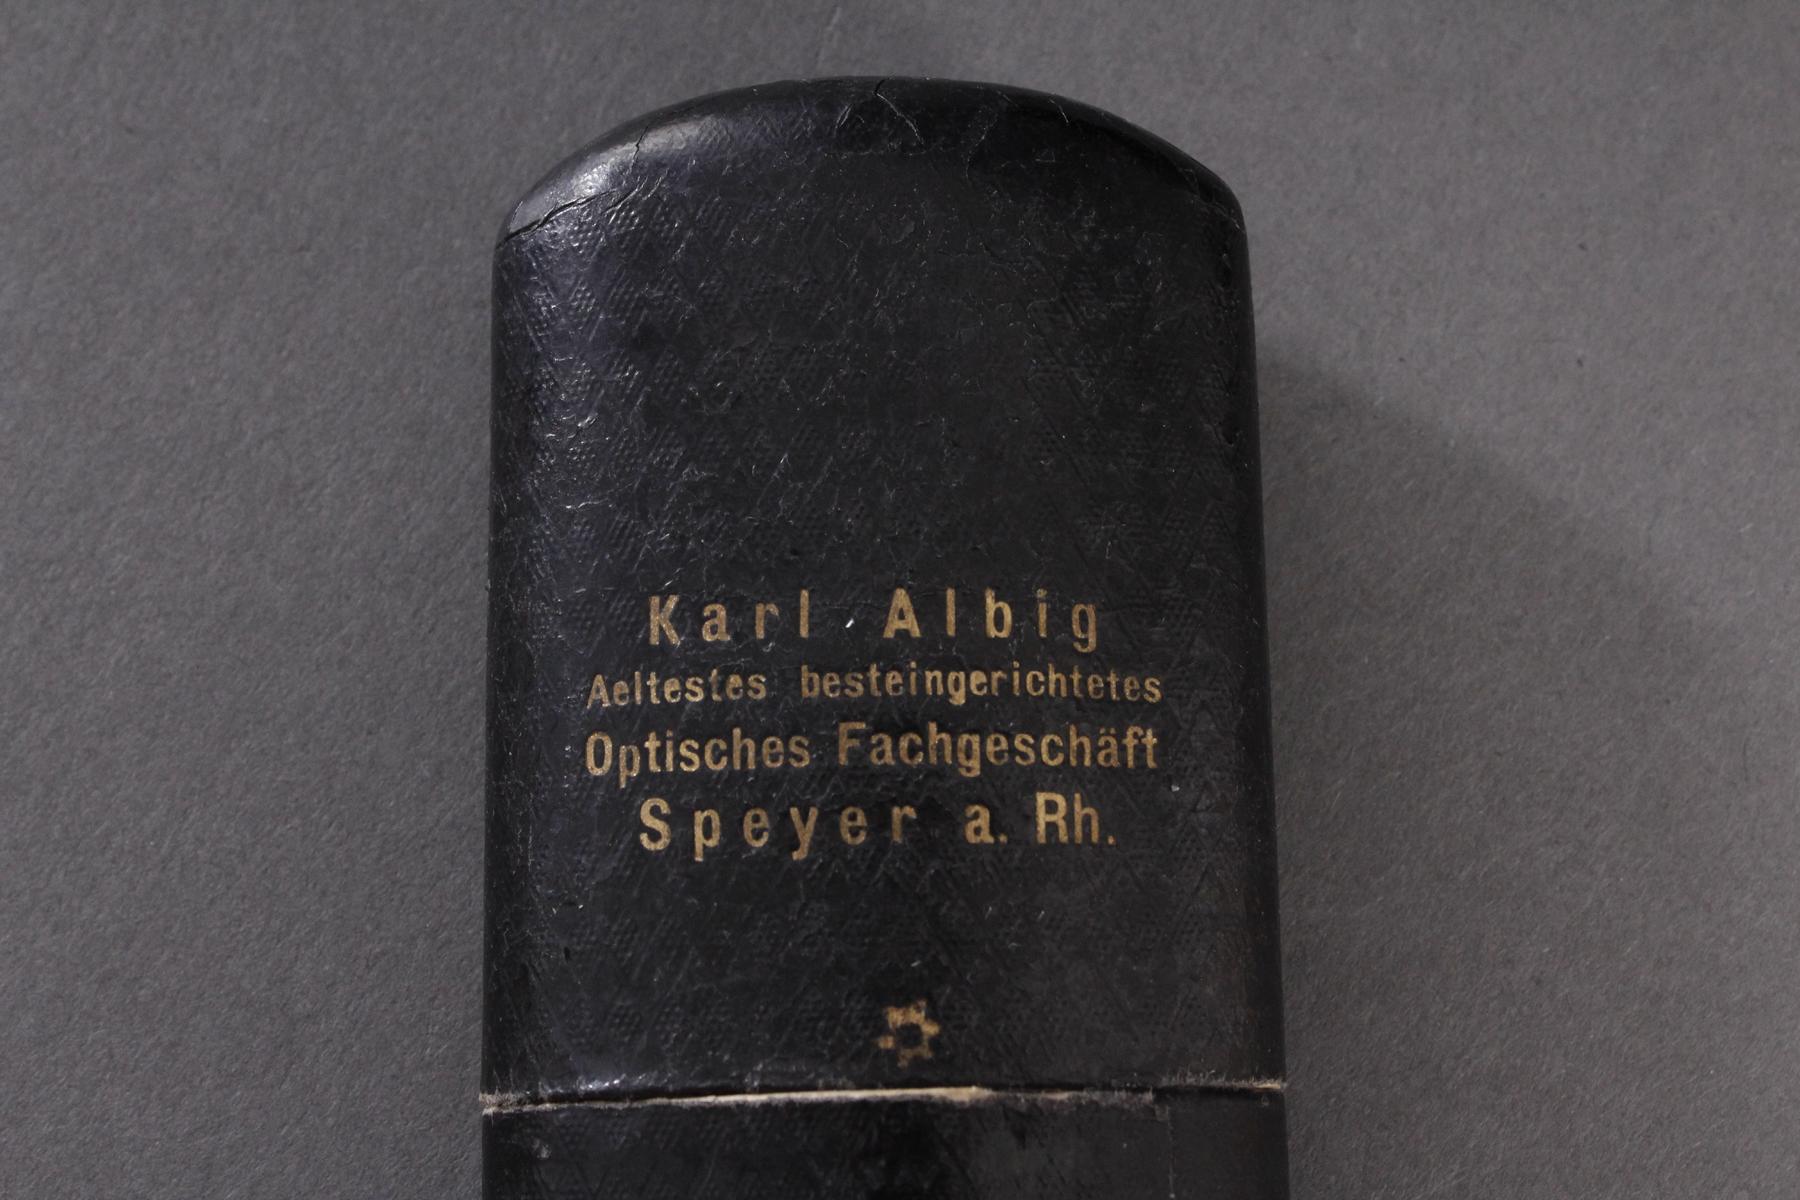 Karl Albig
Aeltestes besteingerichtetes
Optisches Fachgeschäft
Speyer a. Rh.